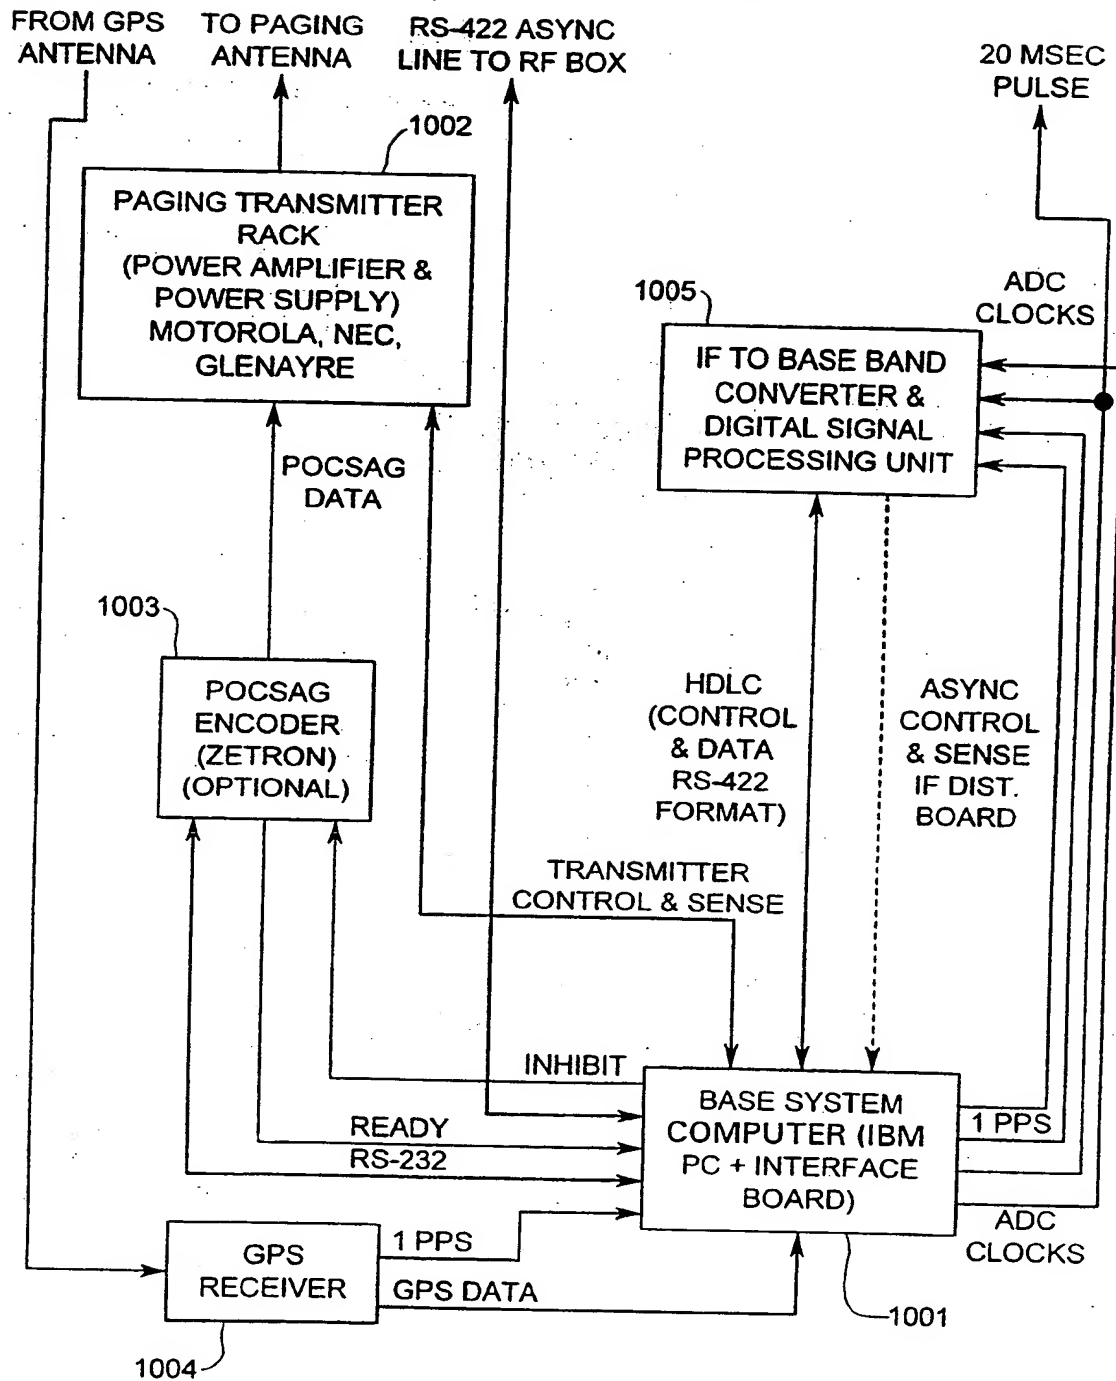 FROM GPS
ANTENNA
TO PAGING
ANTENNA
RS-422 ASYNC
LINE TO RF BOX
20 MSEC
PULSE
1002
PAGING TRANSMITTER
RACK
(POWER AMPLIFIER &
POWER SUPPLY)
MOTOROLA, NEC,
GLENAYRE
1005
ADC
CLOCKS
IF TO BASE BAND
CONVERTER &
DIGITAL SIGNAL
PROCESSING UNIT
POCSAG
DATA
1003
POCSAG
ENCODER
(ZETRON)
(OPTIONAL)
HDLC
(CONTROL
& DATA
RS-422
FORMAT)
ASYNC
CONTROL
& SENSE
IF DIST.
BOARD
TRANSMITTER
CONTROL & SENSE
INHIBIT
READY
RS-232
BASE SYSTEM
COMPUTER (IBM
PC + INTERFACE
BOARD)
1 PPS
ADC
CLOCKS
GPS
RECEIVER
1 PPS
GPS DATA
1001
1004